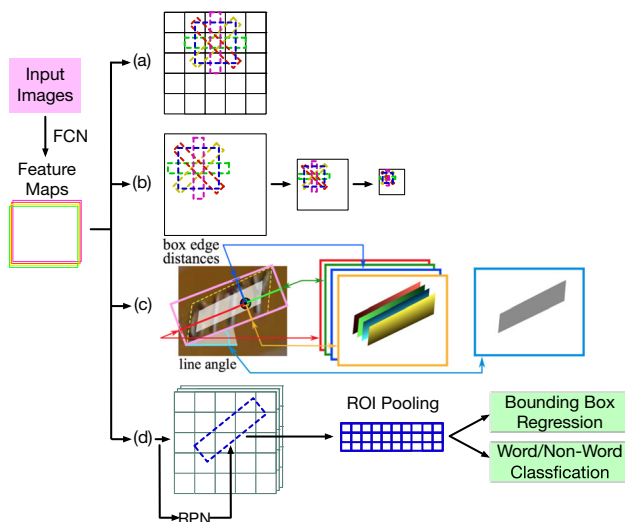 (a)
Input
Images
FCN
Feature
Maps
(b)
box edge
distances
(c)
line angle
(d)
RPN
ROI Pooling
Bounding Box
Regression
Word/Non-Word
Classfication